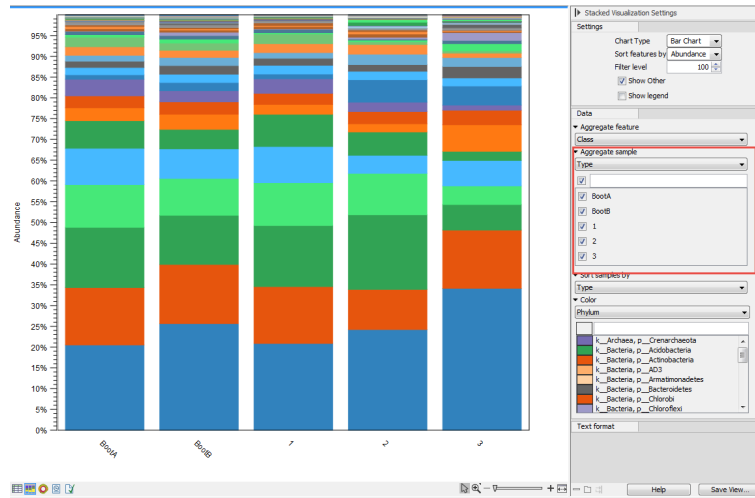 Stacked Visualization Settings
Settings
Chart Type Bar Chart
Sort features by Abundance
Filter level 100
Show Other
Show legend
Data
Aggregate feature
Class
Aggregate sample
Type
BootA
BootB
1
2
3
Sort samples by
Type
Color
Phylum
k__Archaea, p__Crenarchaeota
k__Bacteria, p__Acidobacteria
k__Bacteria, p__Actinobacteria
k__Bacteria, p__AD3
k__Bacteria, p__Armatimonadetes
k__Bacteria, p__Bacteroidetes
k__Bacteria, p__Chlorobi
k__Bacteria, p__Chloroflexi
Text format
Help Save View...
Abundance
95%
90%
85%
80%
75%
70%
65%
60%
55%
50%
45%
40%
35%
30%
25%
20%
15%
10%
5%
0%
BootA BootB 1 2 3